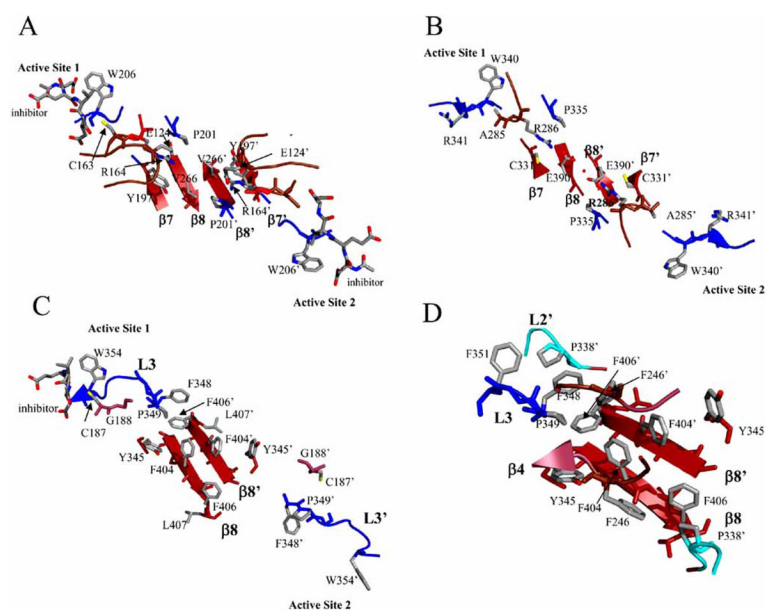 A
Active Site 1
W206
inhibitor
E124
P201
C163
R164
V266
V266'
Y197'
E124'
Y197
β7
β8
P201'
R164'
β8'
β7'
W206'
inhibitor
Active Site 2
B
Active Site 1
W340
R341
A285
R286
P335
C331
E390
β8'
E390'
β7'
C331'
β7
β8
P335'
A285'
R341'
W340'
Active Site 2
C
Active Site 1
W354
L3
inhibitor
C187
G188
P349
F348
F406'
L407'
Y345
F404
F404'
Y345'
G188'
C187'
β8'
F406
P349'
L3'
L407
β8
F348'
W354'
Active Site 2
D
L2'
F351
P338'
F406'
F246'
L3
F348
P349
F404'
Y345
β4
β8'
Y345
F404
F246
F406
β8
P338'